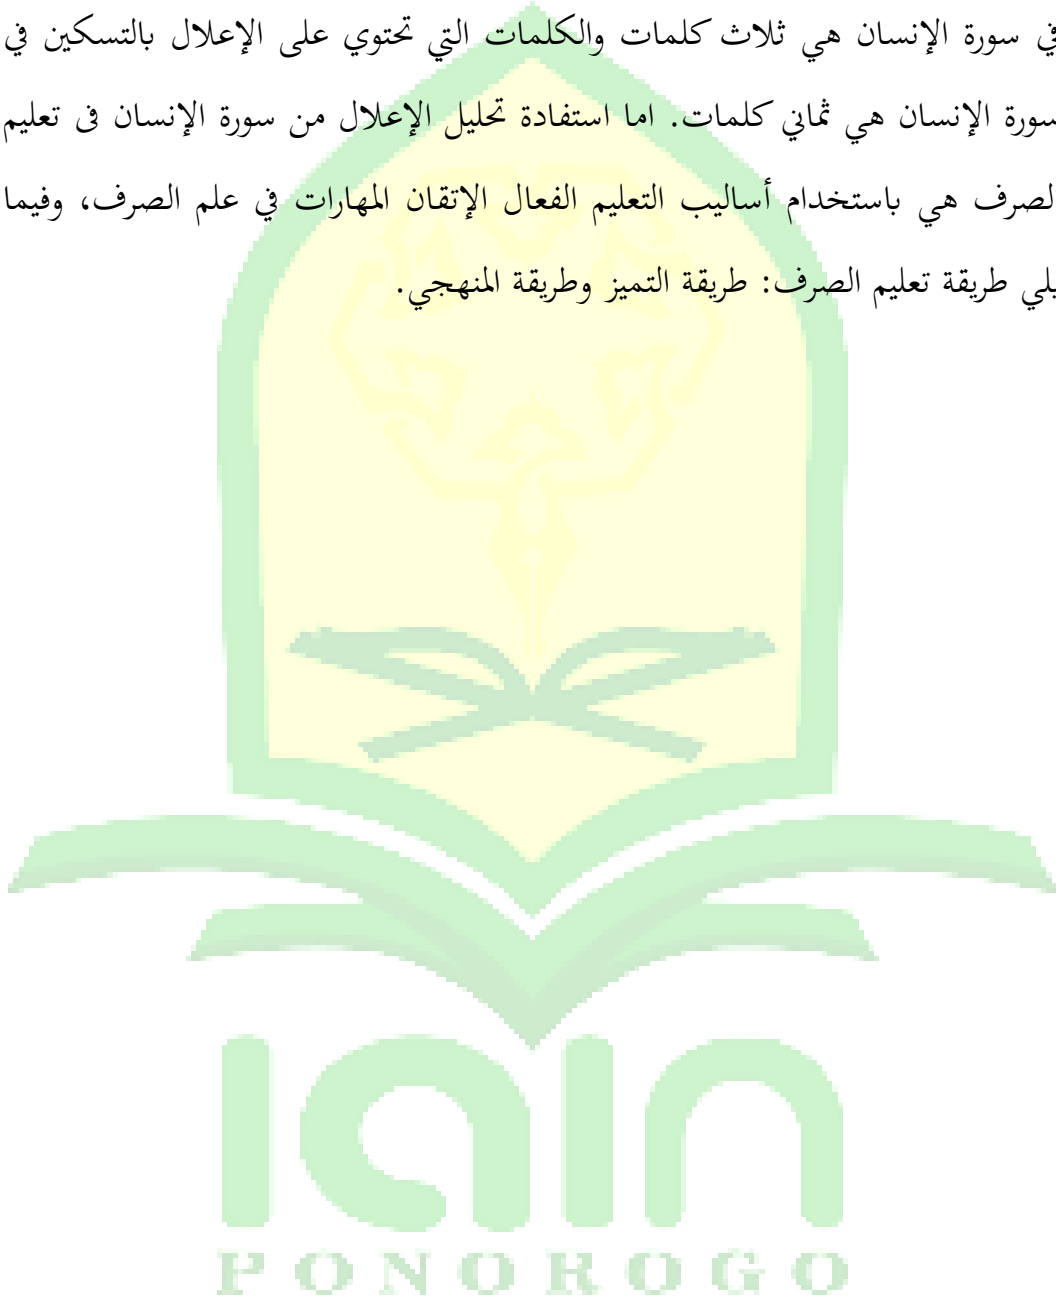 في سورة الإنسان هي ثلاث كلمات والكلمات التي تحتوي على الإعلال بالتسكين في
سورة الإنسان هي ثماني كلمات. اما استفادة تحليل الإعلال من سورة الإنسان فى تعليم
الصرف هي باستخدام أساليب التعليم الفعال الإتقان المهارات في علم الصرف، وفيما
يلي طريقة تعليم الصرف: طريقة التميز وطريقة المنهجي.
IAIN
PONOROGO